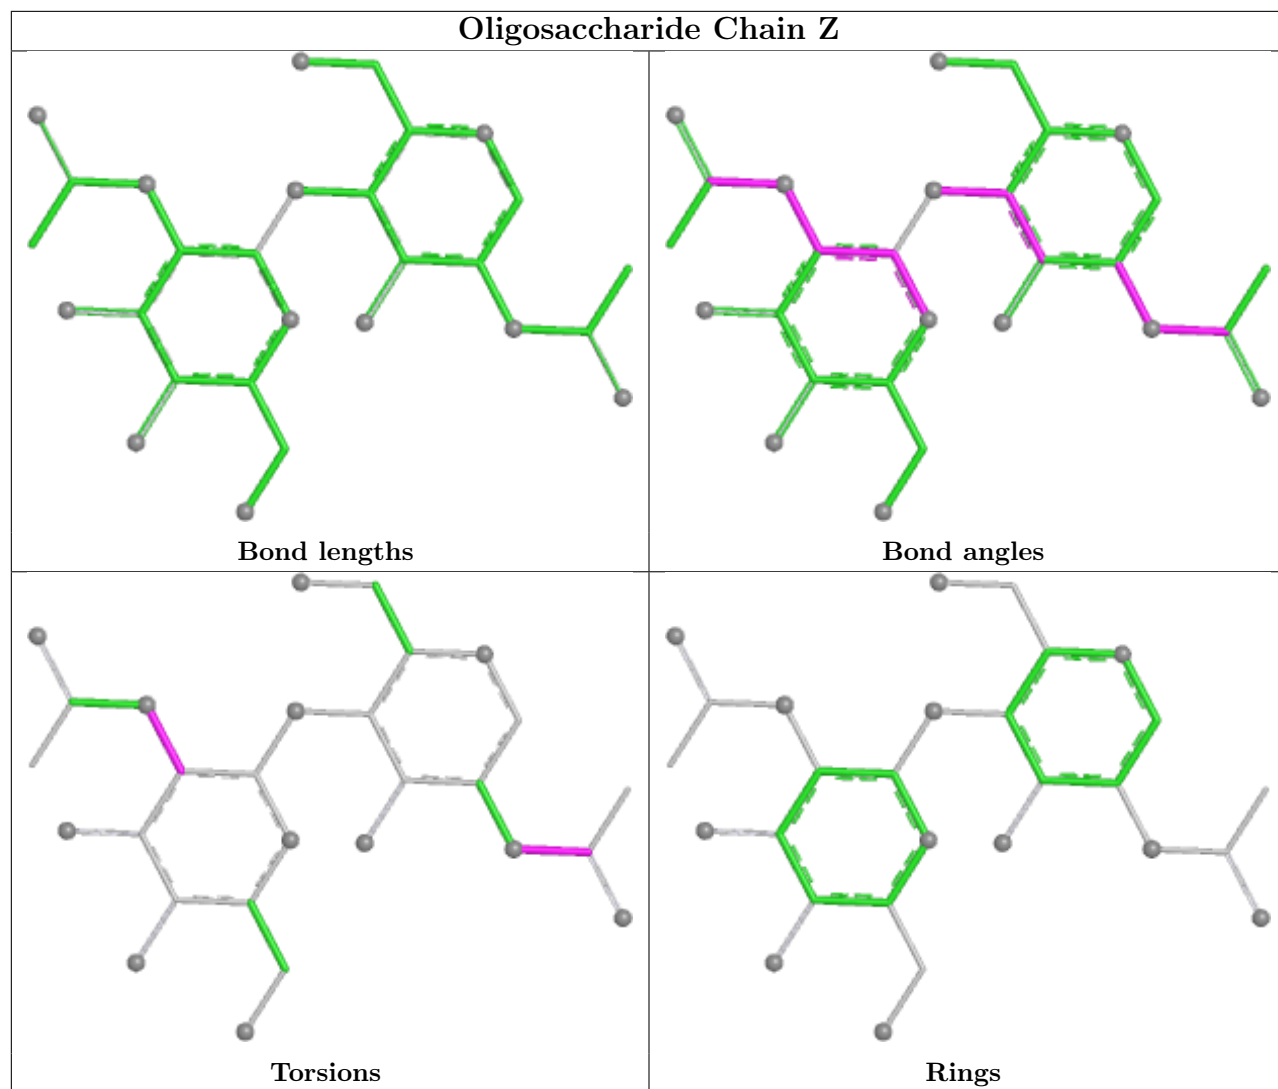 Oligosaccharide Chain Z
Bond lengths
Bond angles
Torsions
Rings